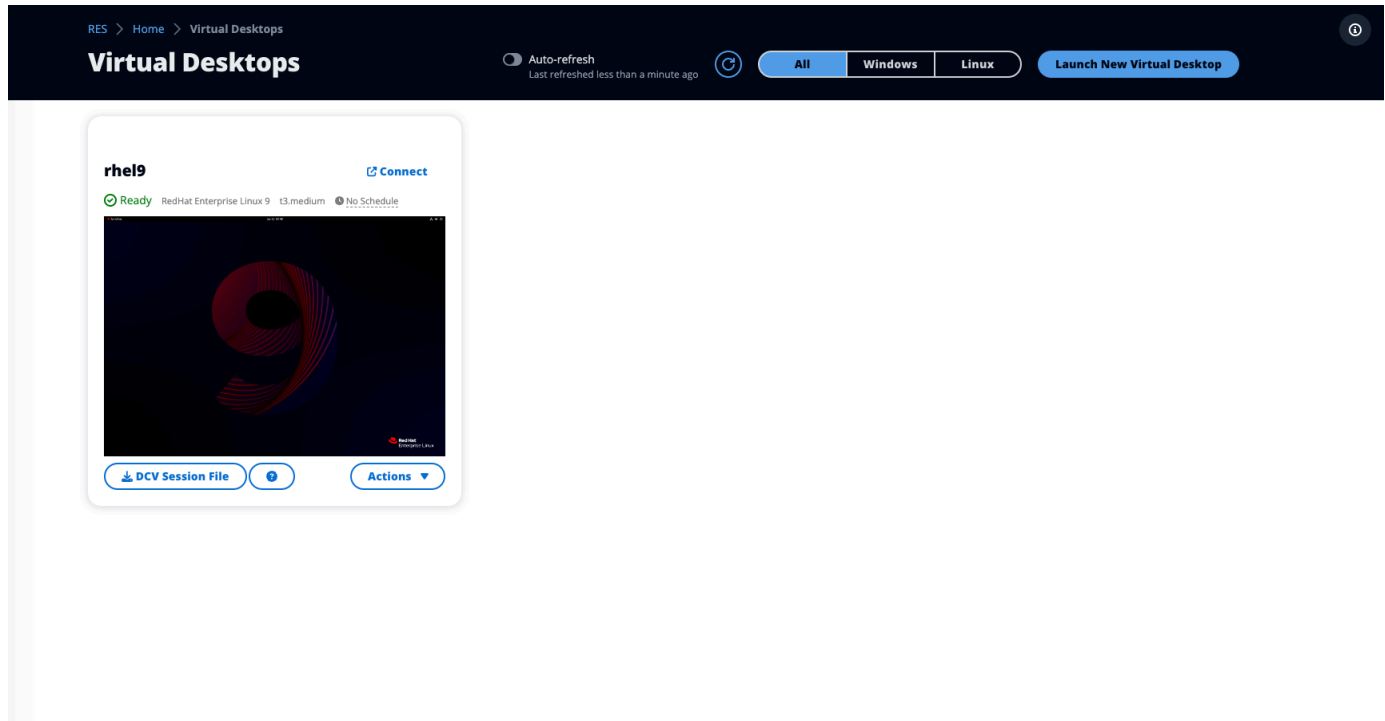 RES > Home > Virtual Desktops
Virtual Desktops
Auto-refresh
Last refreshed less than a minute ago
All
Windows
Linux
Launch New Virtual Desktop
rhel9
Connect
Ready RedHat Enterprise Linux 9 t3.medium No Schedule
Red Hat
Enterprise Linux
DCV Session File
Actions